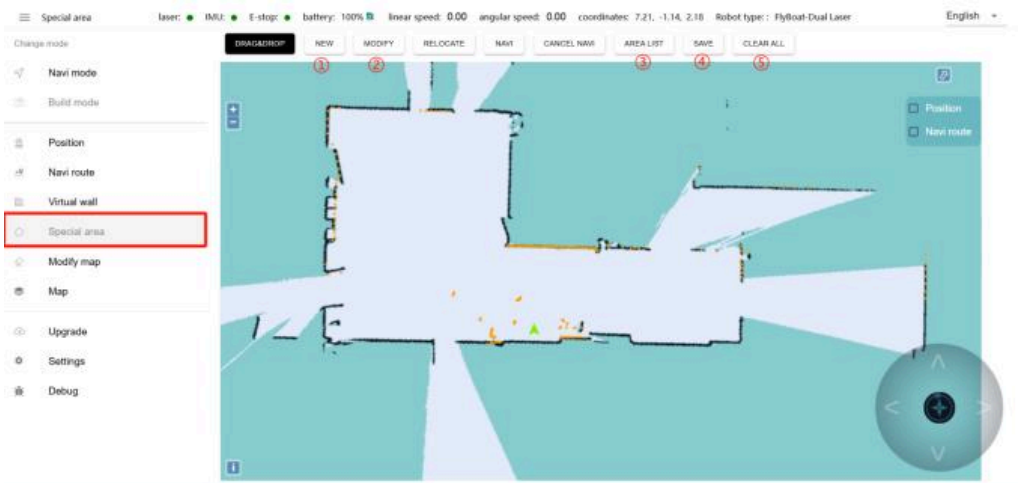 Special area laser: IMU: E-stop: battery: 100% linear speed: 0.00 angular speed: 0.00 coordinates: 7.21, -1.14, 2.18 Robot type: : FlyBoat-Dual Laser English
Change mode DRAG&DROP NEW MODIFY RELOCATE NAVI CANCEL NAVI AREA LIST SAVE CLEAR ALL
① ② ③ ④ ⑤
Navi mode
Build mode
+
Position
−
Navi route
Position
Navi route
Virtual wall
Special area
Modify map
Map
Upgrade
Settings
Debug
i